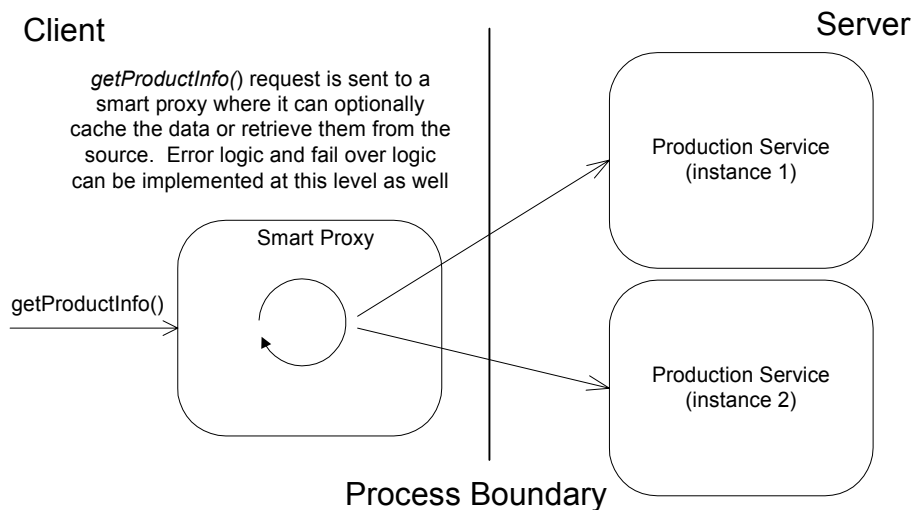 Client
Server
getProductInfo() request is sent to a
smart proxy where it can optionally
cache the data or retrieve them from the
source. Error logic and fail over logic
can be implemented at this level as well
Production Service
(instance 1)
Smart Proxy
getProductInfo()
Production Service
(instance 2)
Process Boundary